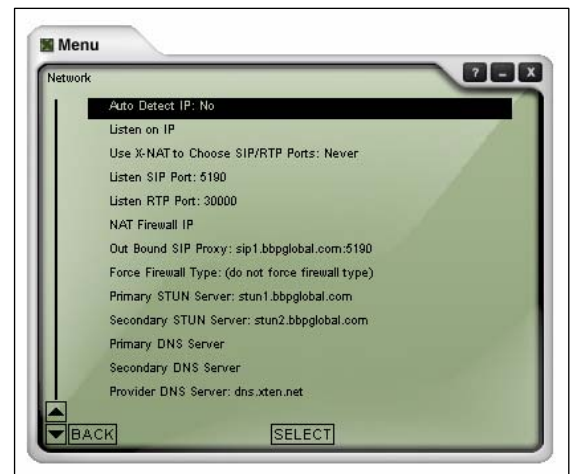 Menu
? - X
Network
Auto Detect IP: No
Listen on IP
Use X-NAT to Choose SIP/RTP Ports: Never
Listen SIP Port: 5190
Listen RTP Port: 30000
NAT Firewall IP
Out Bound SIP Proxy: sip1.bbpglobal.com:5190
Force Firewall Type: (do not force firewall type)
Primary STUN Server: stun1.bbpglobal.com
Secondary STUN Server: stun2.bbpglobal.com
Primary DNS Server
Secondary DNS Server
Provider DNS Server: dns.xten.net
BACK SELECT